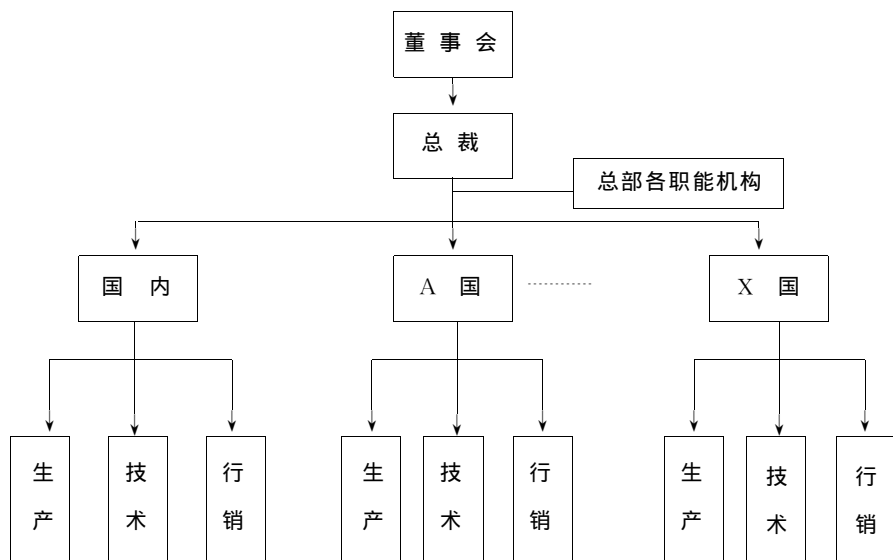 董 事 会
总 裁
总部各职能机构
国 内
A 国
X 国
生
产
技
术
行
销
生
产
技
术
行
销
生
产
技
术
行
销